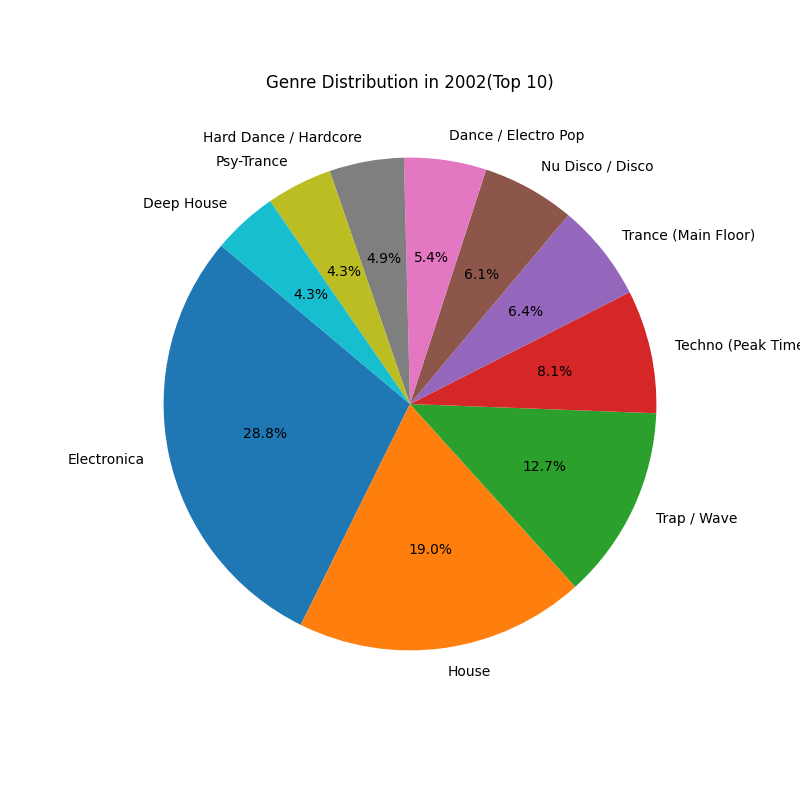 Genre Distribution in 2002(Top 10)
Dance / Electro Pop
Hard Dance / Hardcore
Psy-Trance
Nu Disco / Disco
Deep House
Trance (Main Floor)
4.9%
5.4%
4.3%
6.1%
4.3%
6.4%
Techno (Peak Time
8.1%
28.8%
Electronica
12.7%
Trap / Wave
19.0%
House